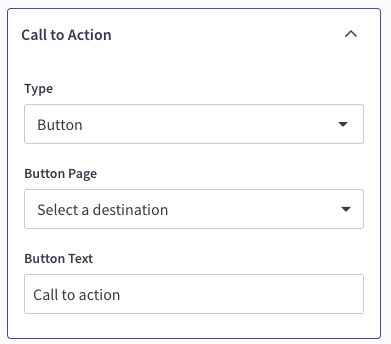 Call to Action
Type
Button
Button Page
Select a destination
Button Text
Call to action